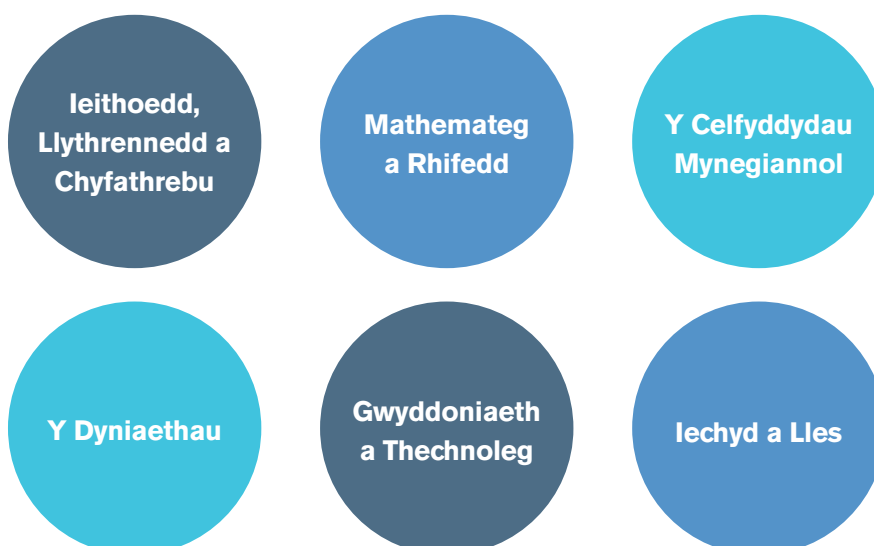 Ieithoedd,
Llythrennedd a
Chyfathrebu
Mathemateg
a Rhifedd
Y Celfyddydau
Mynegiannol
Y Dyniaethau
Gwyddoniaeth
a Thechnoleg
Iechyd a Lles